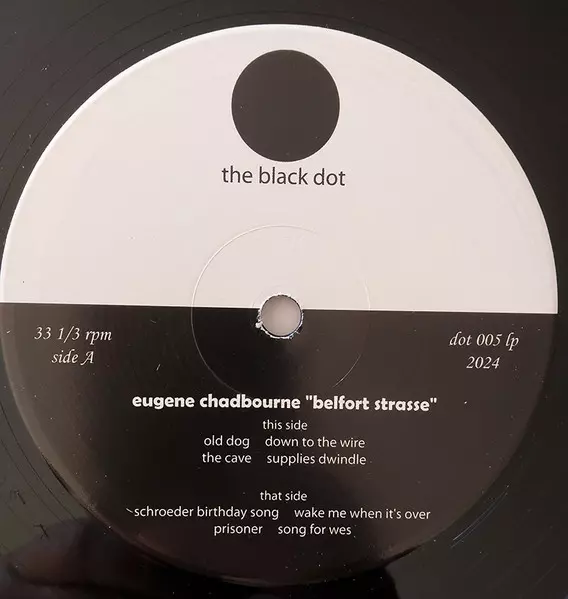 the black dot
33 1/3 rpm
side A
dot 005 lp
2024
eugene chadbourne "belfort strasse"
this side
old dog down to the wire
the cave supplies dwindle
that side
schroeder birthday song wake me when it's over
prisoner song for wes